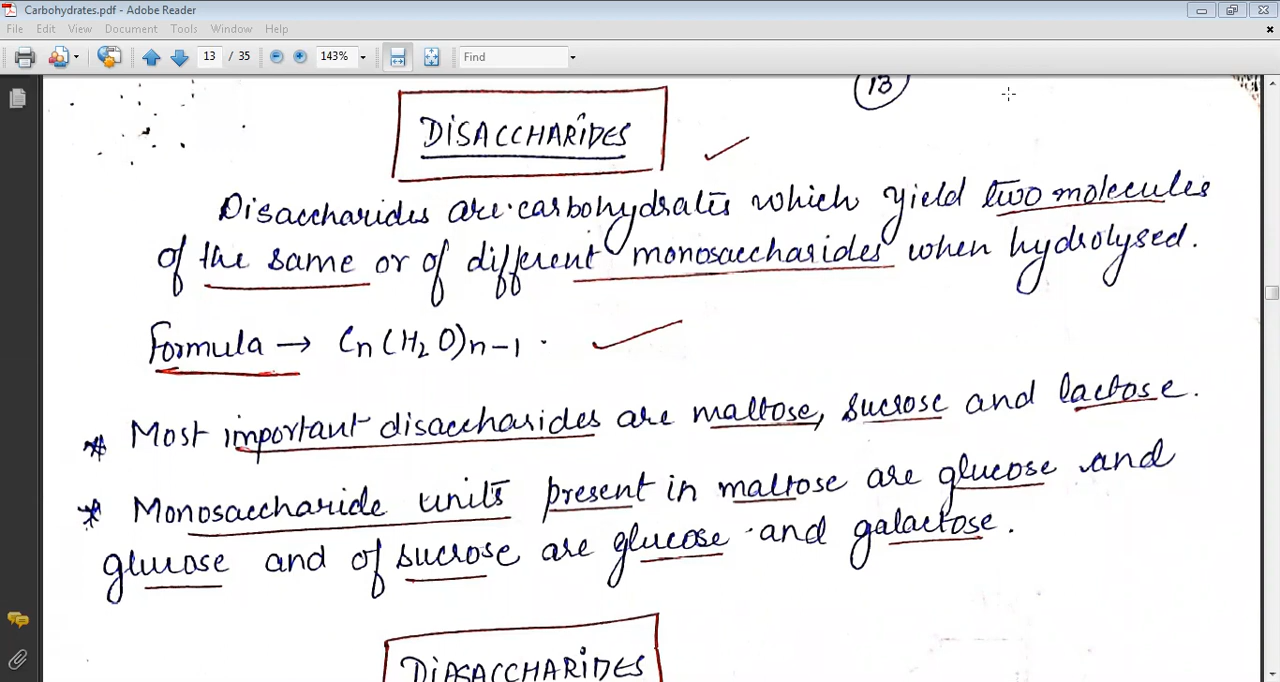 Carbohydrates.pdf - Adobe Reader
File Edit View Document Tools Window Help
13 / 35 143% Find
13
DISACCHARIDES
Disaccharides are carbohydrates which yield two molecules
of the same or of different monosaccharides when hydrolysed.
Formula → Cn(H2O)n-1.
* Most important disaccharides are maltose, sucrose and lactose.
* Monosaccharide units present in maltose are glucose and
glucose and of sucrose are glucose and galactose.
DIASACCHARIDES